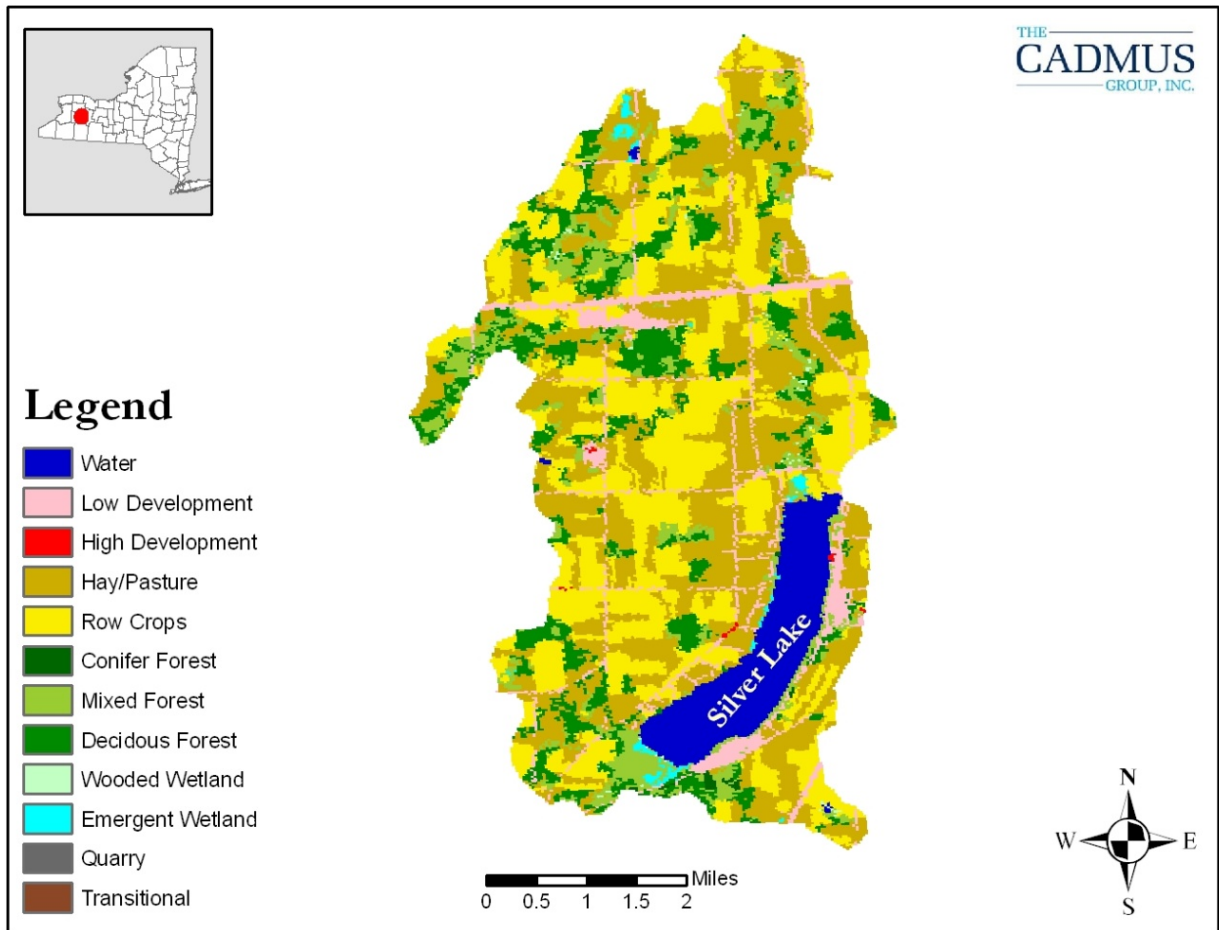 THE
CADMUS
GROUP, INC.
Legend
Water
Low Development
High Development
Hay/Pasture
Row Crops
Conifer Forest
Mixed Forest
Decidous Forest
Wooded Wetland
Emergent Wetland
Quarry
Transitional
Silver Lake
Miles
0 0.5 1 1.5 2
N
W E
S